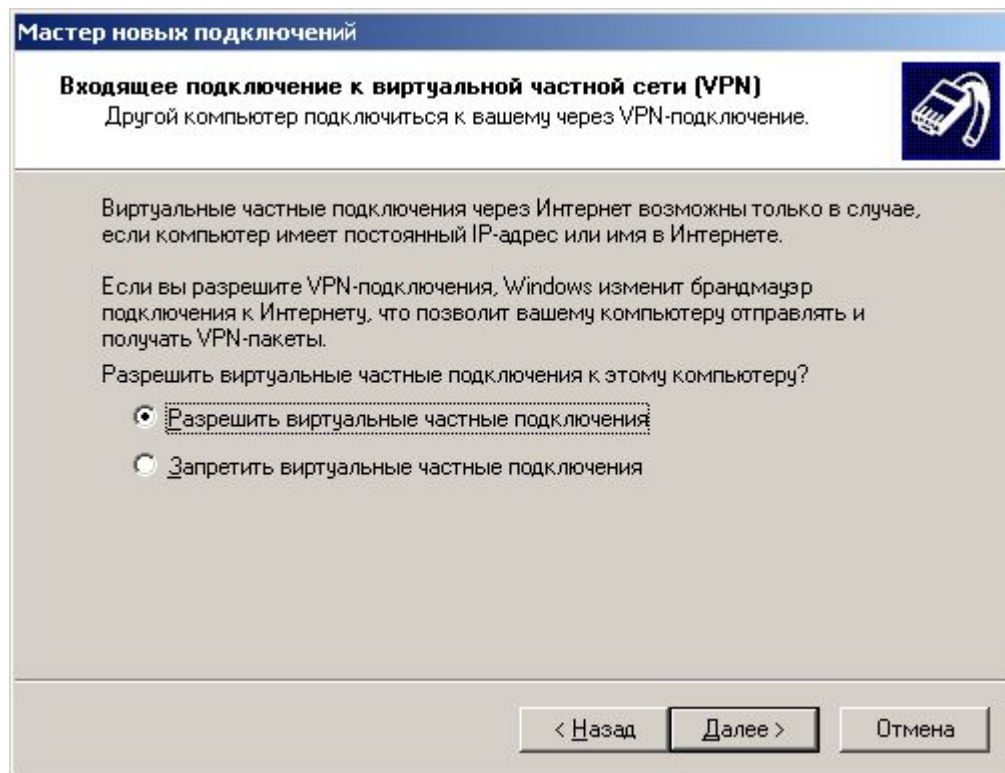 Мастер новых подключений
Входящее подключение к виртуальной частной сети (VPN)
Другой компьютер подключиться к вашему через VPN-подключение.
Виртуальные частные подключения через Интернет возможны только в случае,
если компьютер имеет постоянный IP-адрес или имя в Интернете.
Если вы разрешите VPN-подключения, Windows изменит брандмауэр
подключения к Интернету, что позволит вашему компьютеру отправлять и
получать VPN-пакеты.
Разрешить виртуальные частные подключения к этому компьютеру?
Разрешить виртуальные частные подключения
Запретить виртуальные частные подключения
< Назад Далее > Отмена